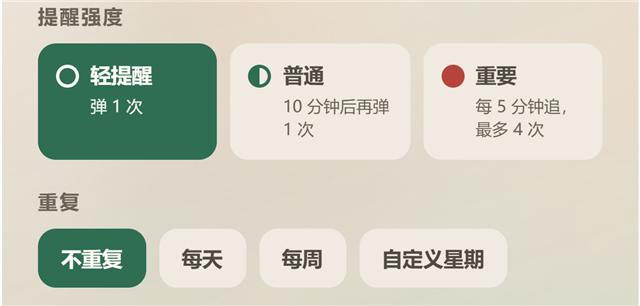 提醒强度
轻提醒
弹 1 次
普通
10 分钟后再弹
1 次
重要
每 5 分钟追，
最多 4 次
重复
不重复
每天
每周
自定义星期